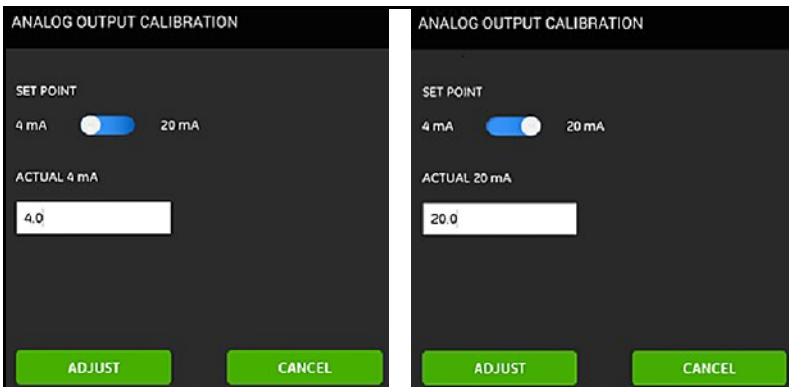 ANALOG OUTPUT CALIBRATION
SET POINT
4 mA 20 mA
ACTUAL 4 mA
4.0
ADJUST CANCEL
ANALOG OUTPUT CALIBRATION
SET POINT
4 mA 20 mA
ACTUAL 20 mA
20.0
ADJUST CANCEL